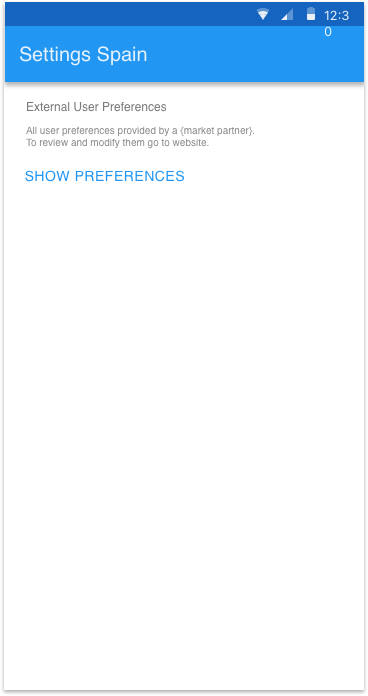 12:3
0
Settings Spain
External User Preferences
All user preferences provided by a {market partner}.
To review and modify them go to website.
SHOW PREFERENCES